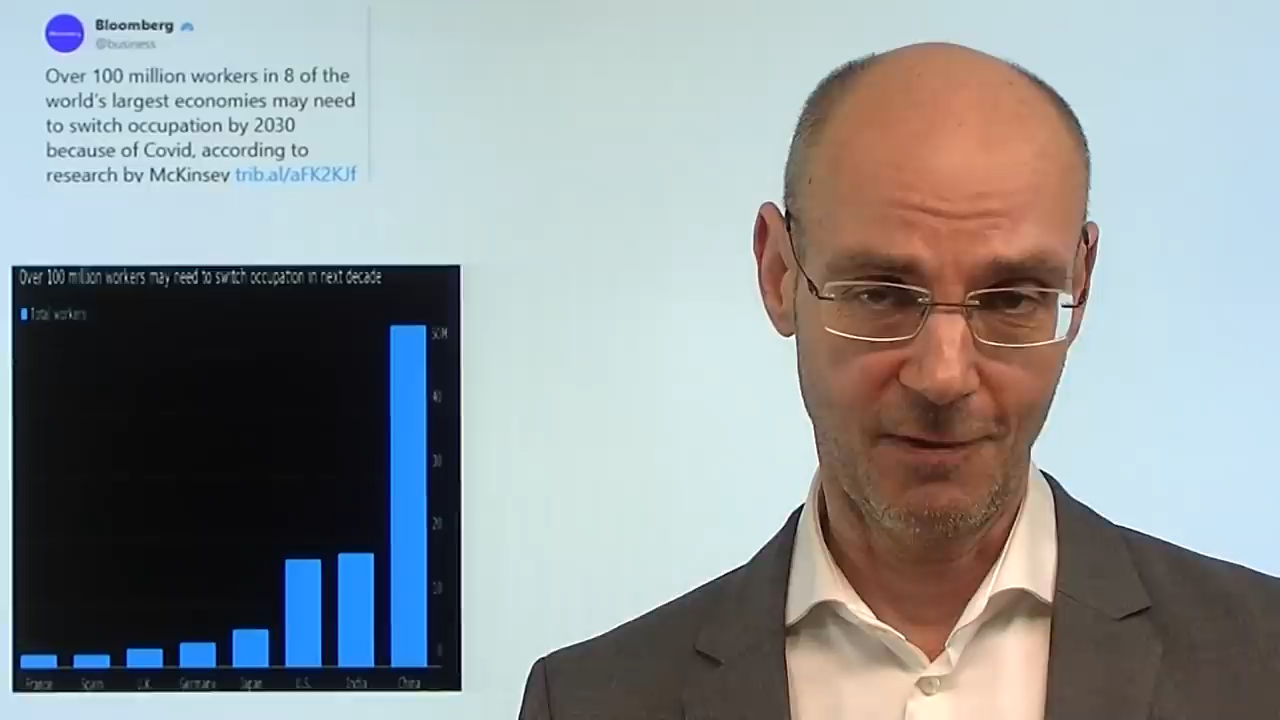 Bloomberg
@business
Over 100 million workers in 8 of the
world's largest economies may need
to switch occupation by 2030
because of Covid, according to
research by McKinsey trib.al/aFK2KJf
Over 100 million workers may need to switch occupation in next decade
Total workers
50M
40
30
20
10
0
France Spain U.K. Germany Japan U.S. India China